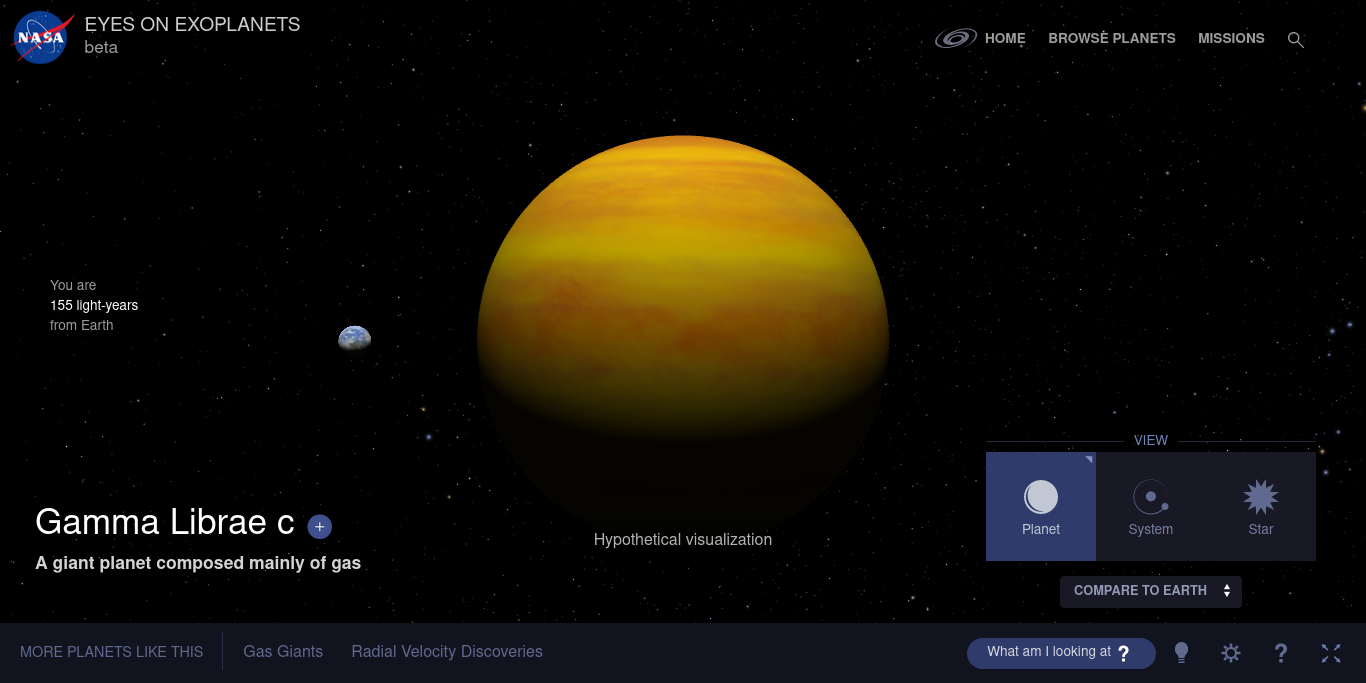 NASA
EYES ON EXOPLANETS
beta
HOME
BROWSE PLANETS
MISSIONS
You are
155 light-years
from Earth
VIEW
Planet
System
Star
Gamma Librae c +
A giant planet composed mainly of gas
Hypothetical visualization
COMPARE TO EARTH
MORE PLANETS LIKE THIS
Gas Giants
Radial Velocity Discoveries
What am I looking at ?
?